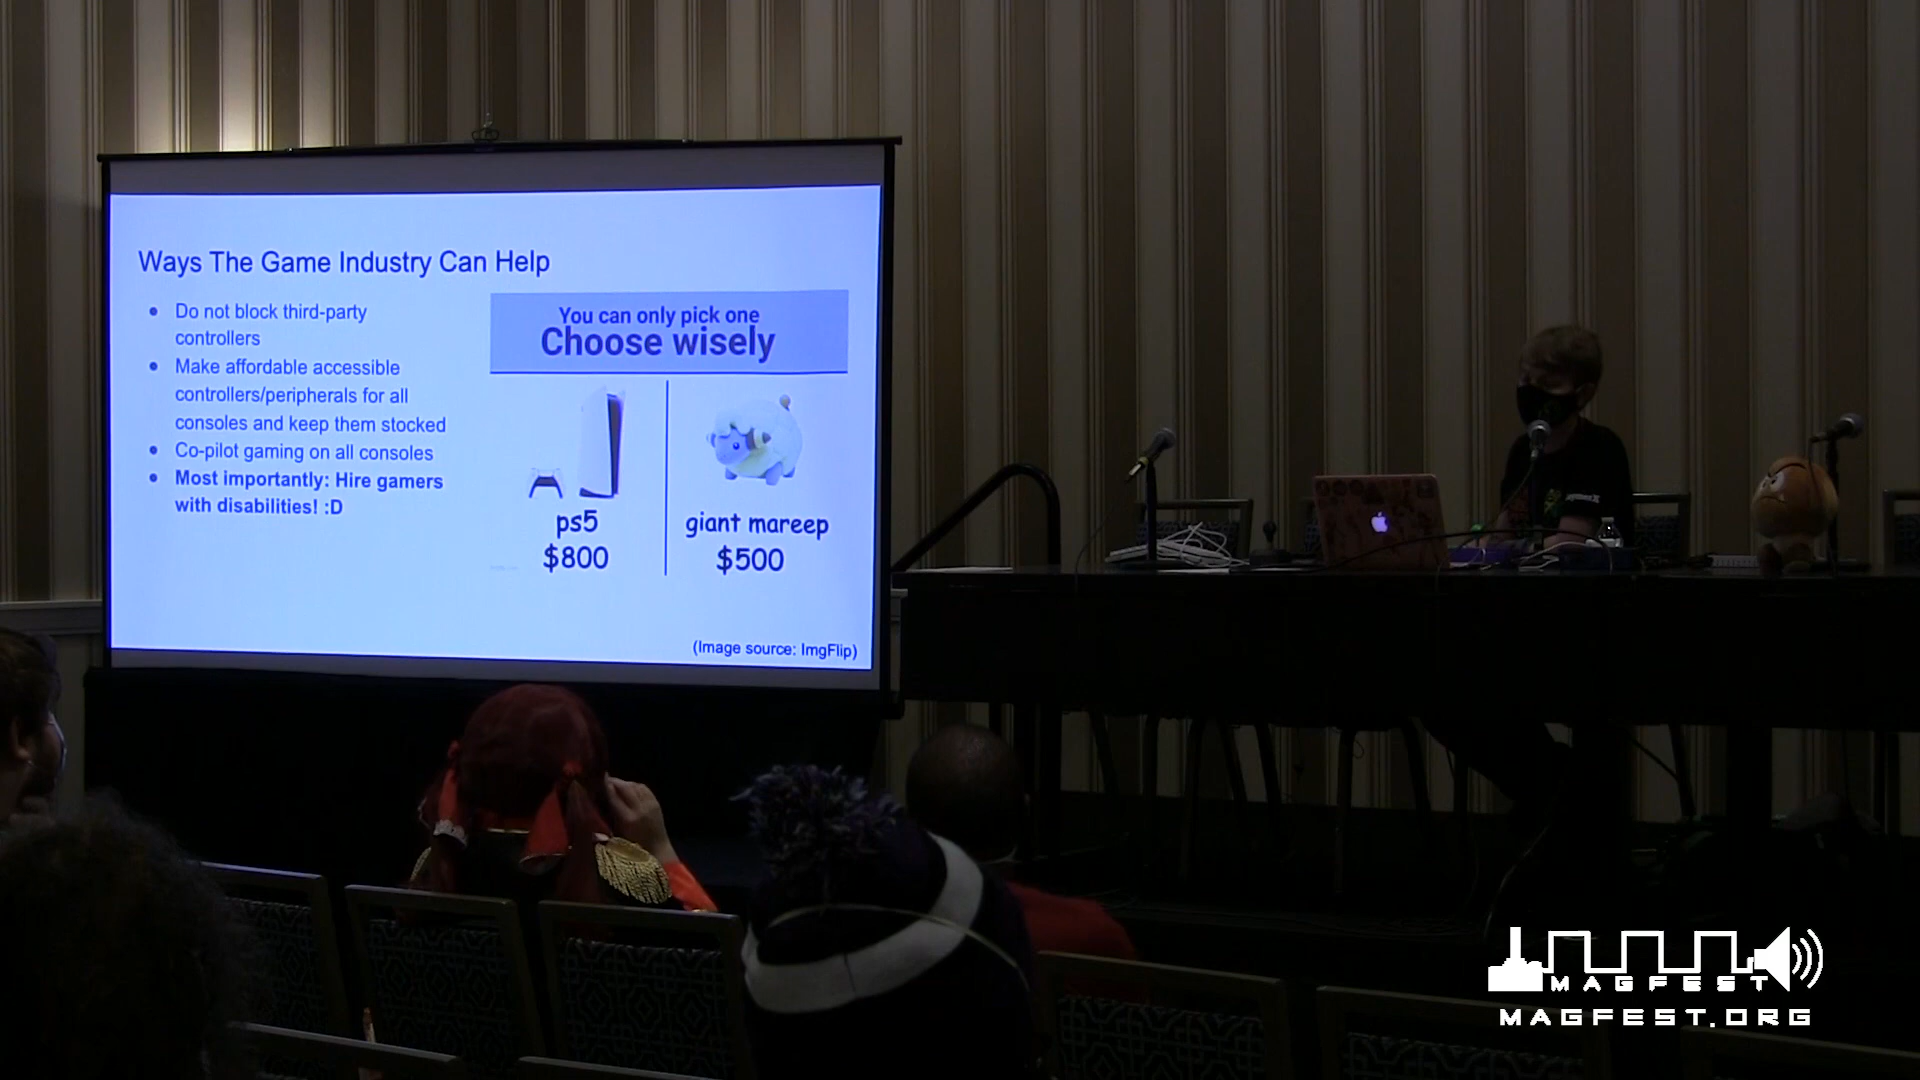 Ways The Game Industry Can Help
Do not block third-party
controllers
Make affordable accessible
controllers/peripherals for all
consoles and keep them stocked
Co-pilot gaming on all consoles
Most importantly: Hire gamers
with disabilities! :D
You can only pick one
Choose wisely
ps5
$800
giant mareep
$500
(Image source: ImgFlip)
MAGFEST
MAGFEST.ORG